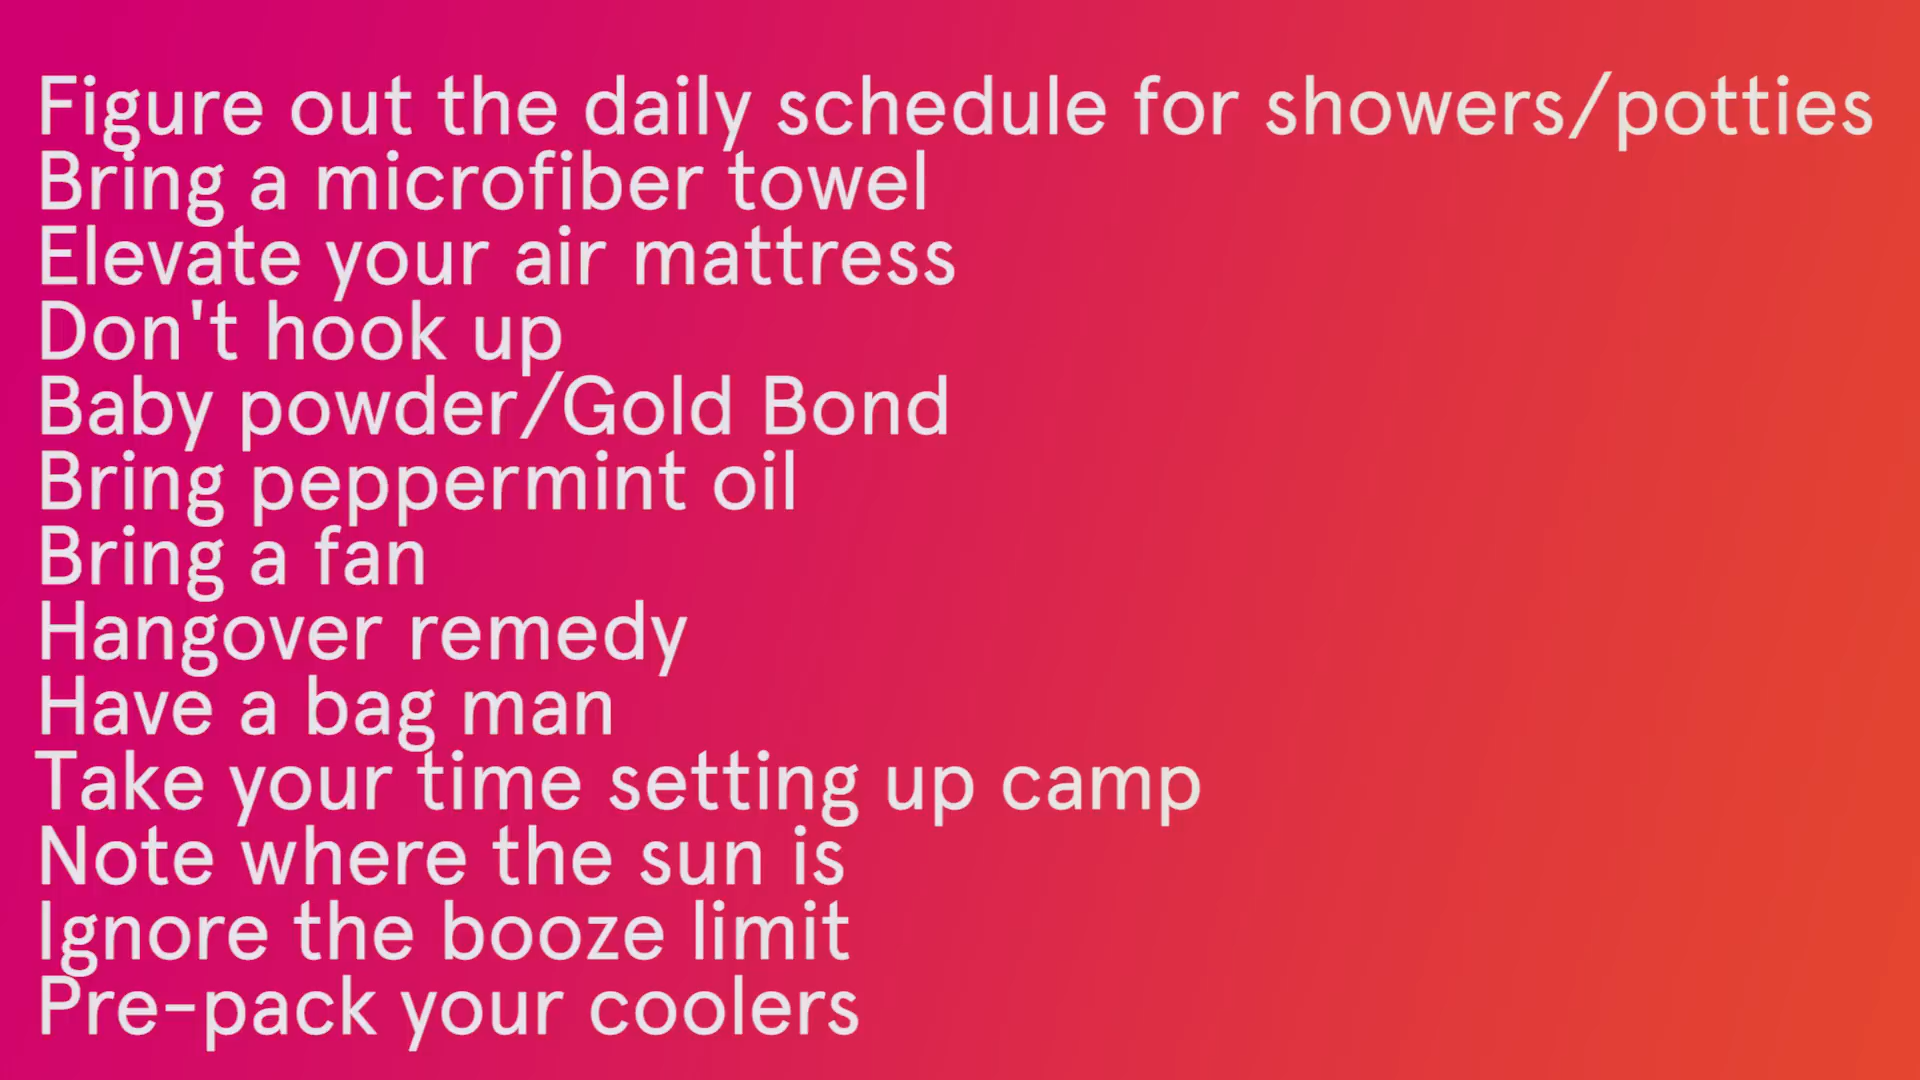 Figure out the daily schedule for showers/potties
Bring a microfiber towel
Elevate your air mattress
Don't hook up
Baby powder/Gold Bond
Bring peppermint oil
Bring a fan
Hangover remedy
Have a bag man
Take your time setting up camp
Note where the sun is
Ignore the booze limit
Pre-pack your coolers